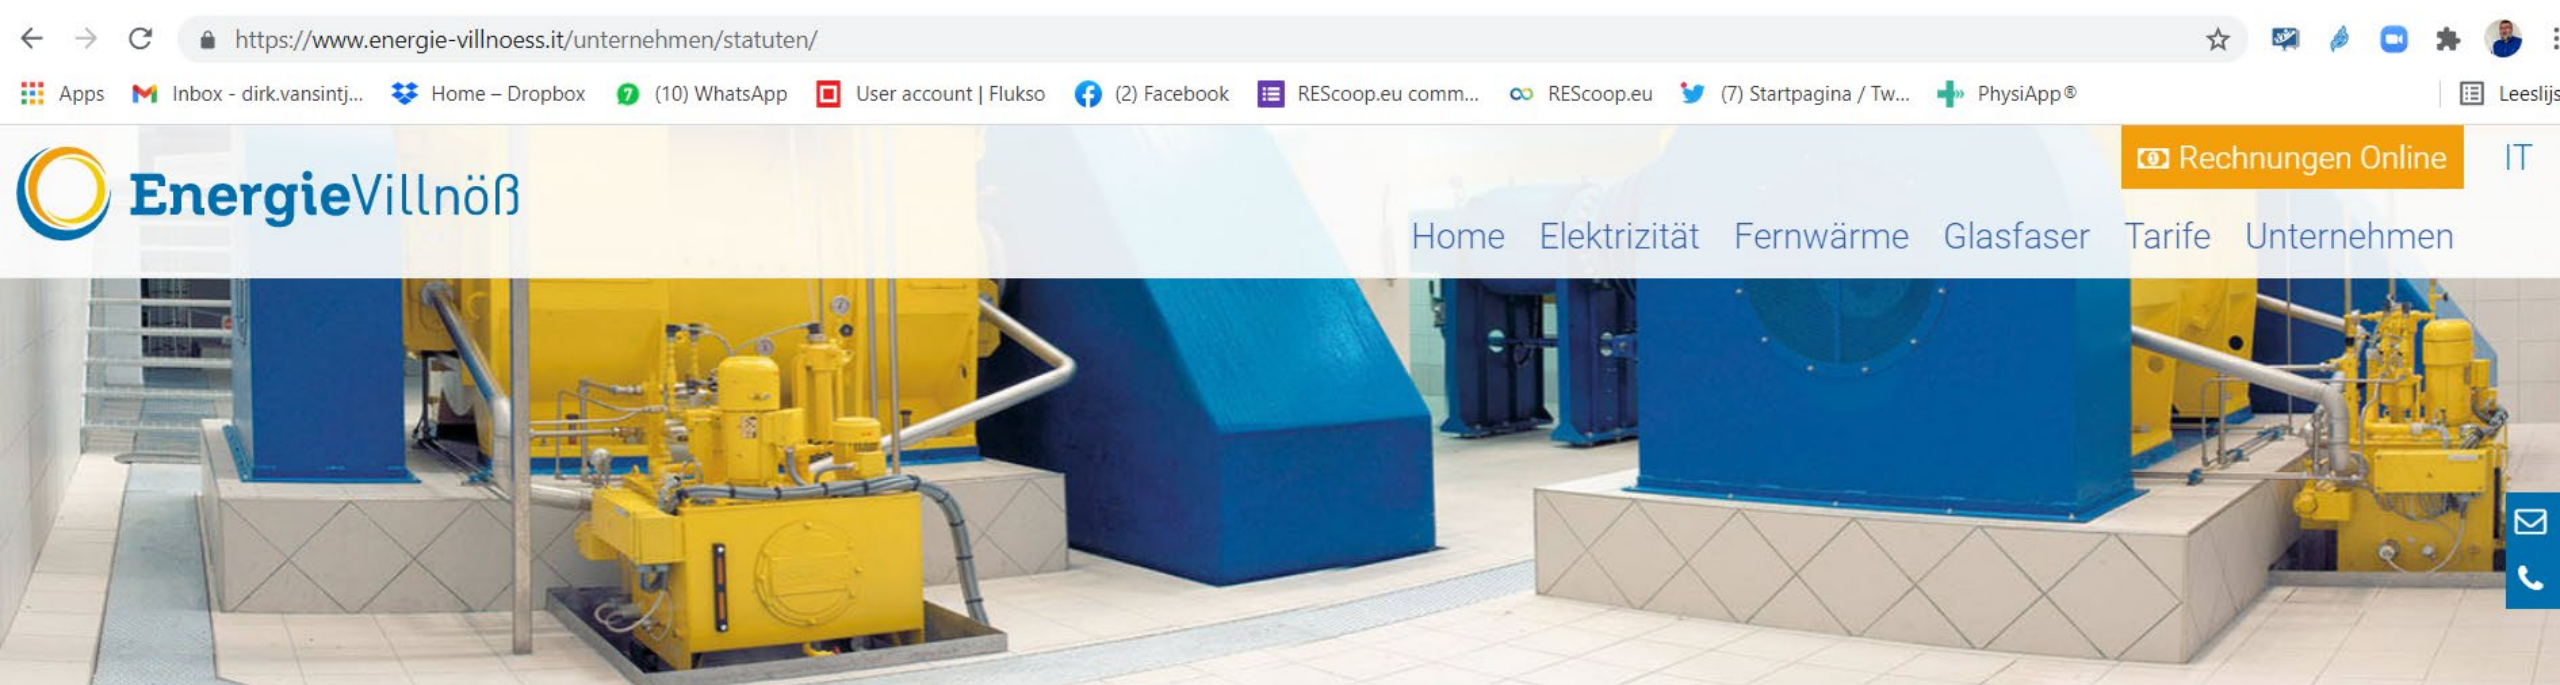 https://www.energie-villnoess.it/unternehmen/statuten/
Apps Inbox - dirk.vansintj... Home – Dropbox 7 (10) WhatsApp User account | Flukso (2) Facebook REScoop.eu comm... REScoop.eu (7) Startpagina / Tw... PhysiApp® Leeslijs
Rechnungen Online IT
EnergieVillnöß
Home Elektrizität Fernwärme Glasfaser Tarife Unternehmen